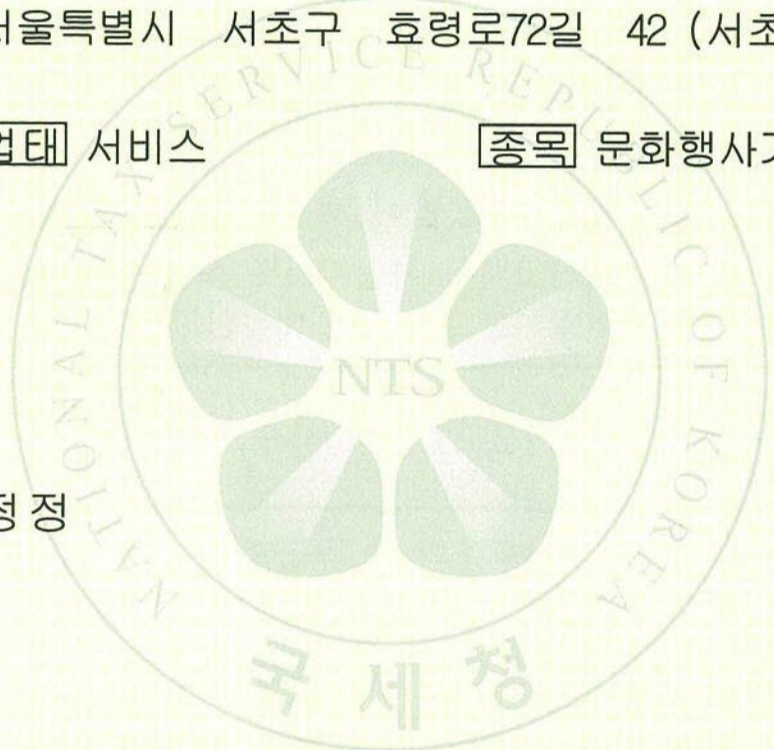 서울특별시 서초구 효령로72길 42 (서초
업태 서비스 종목 문화행사기
정정
NATIONAL TAX SERVICE REPUBLIC OF KOREA
NTS
국세청